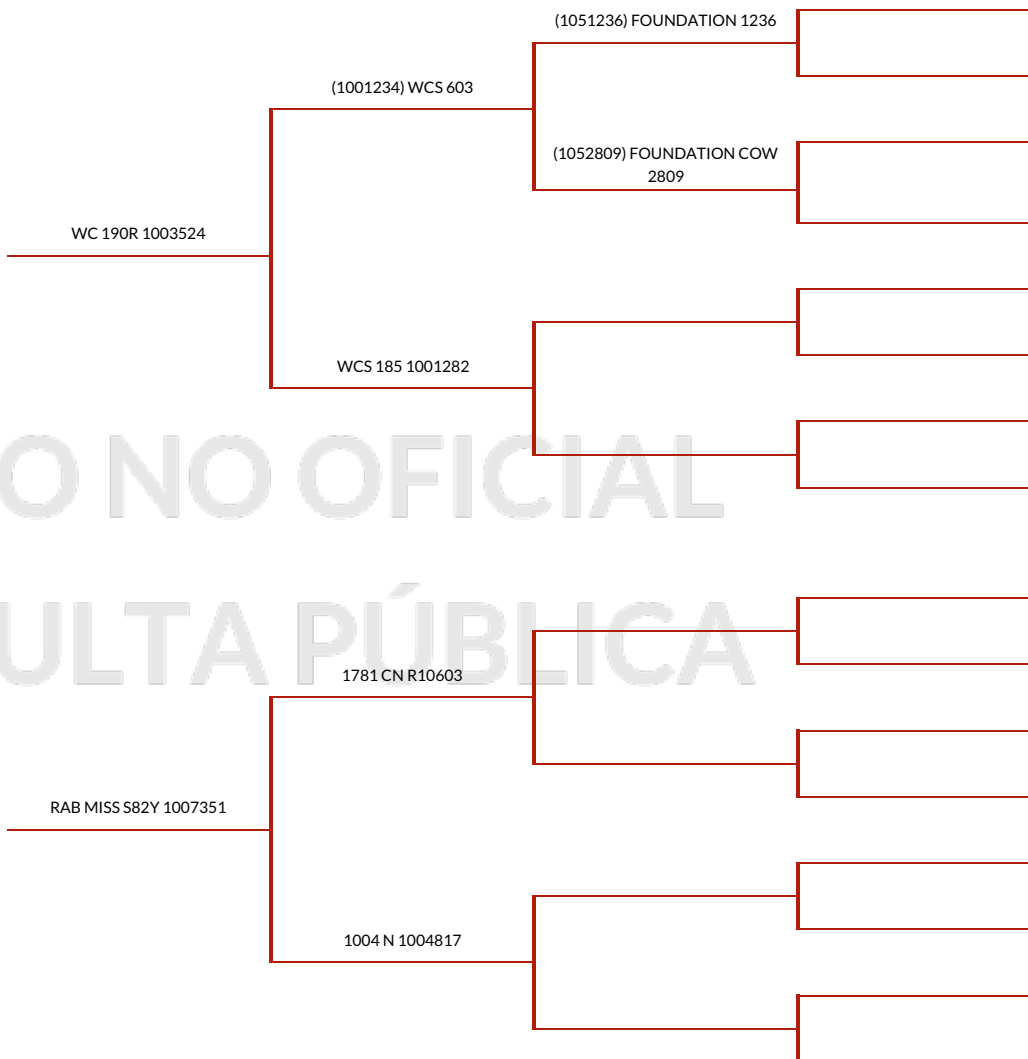 (1051236) FOUNDATION 1236
(1001234) WCS 603
(1052809) FOUNDATION COW
2809
WC 190R 1003524
WCS 185 1001282
O NO OFICIAL
ULTA PÚBLICA
1781 CN R10603
RAB MISS S82Y 1007351
1004 N 1004817